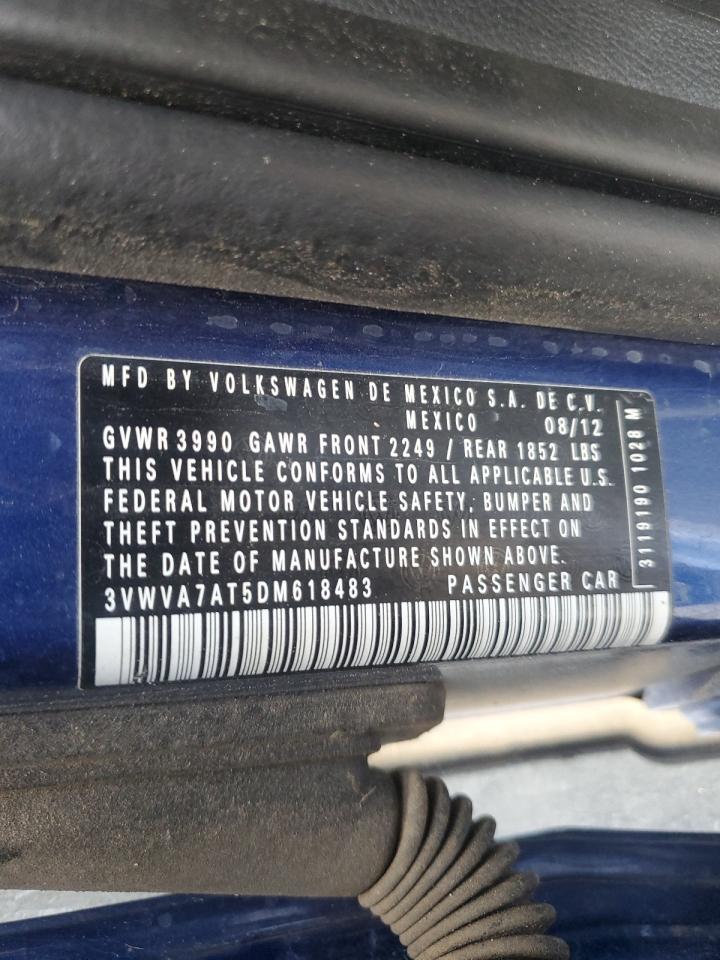 MFD BY VOLKSWAGEN DE MEXICO S.A. DE C.V.
MEXICO 08/12
GVWR 3990 GAWR FRONT 2249 / REAR 1852 LBS
THIS VEHICLE CONFORMS TO ALL APPLICABLE U.S.
FEDERAL MOTOR VEHICLE SAFETY, BUMPER AND
THEFT PREVENTION STANDARDS IN EFFECT ON
THE DATE OF MANUFACTURE SHOWN ABOVE.
3VWVA7AT5DM618483 PASSENGER CAR
3119190 1028 M